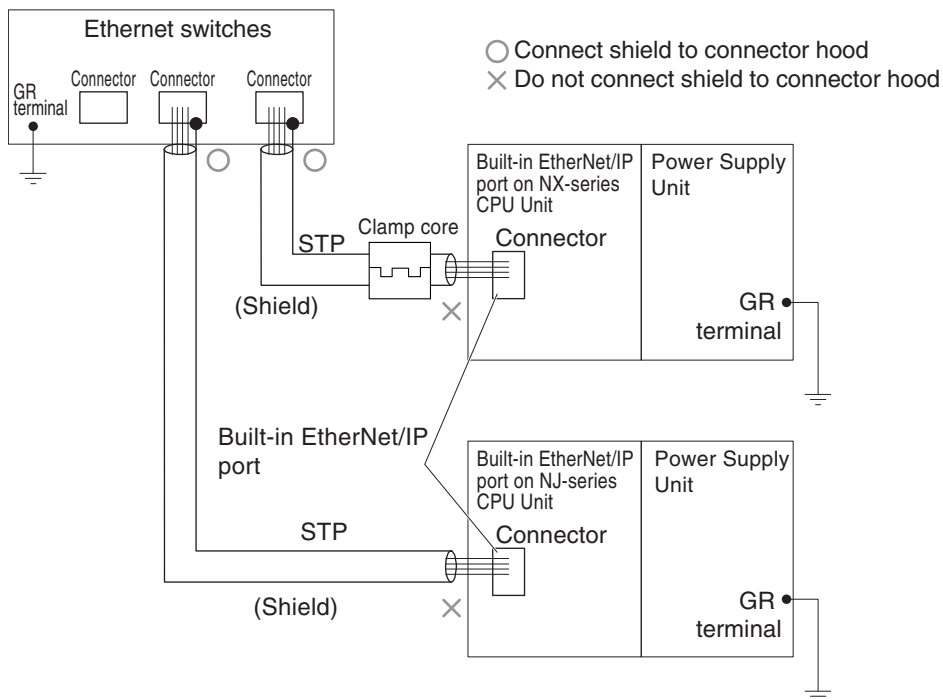 Ethernet switches
Connect shield to connector hood
Do not connect shield to connector hood
Connector
Connector
Connector
GR
terminal
Built-in EtherNet/IP
port on NX-series
CPU Unit
Power Supply
Unit
Clamp core
STP
Connector
(Shield)
GR
terminal
Built-in EtherNet/IP
port
Built-in EtherNet/IP
port on NJ-series
CPU Unit
Power Supply
Unit
STP
Connector
(Shield)
GR
terminal